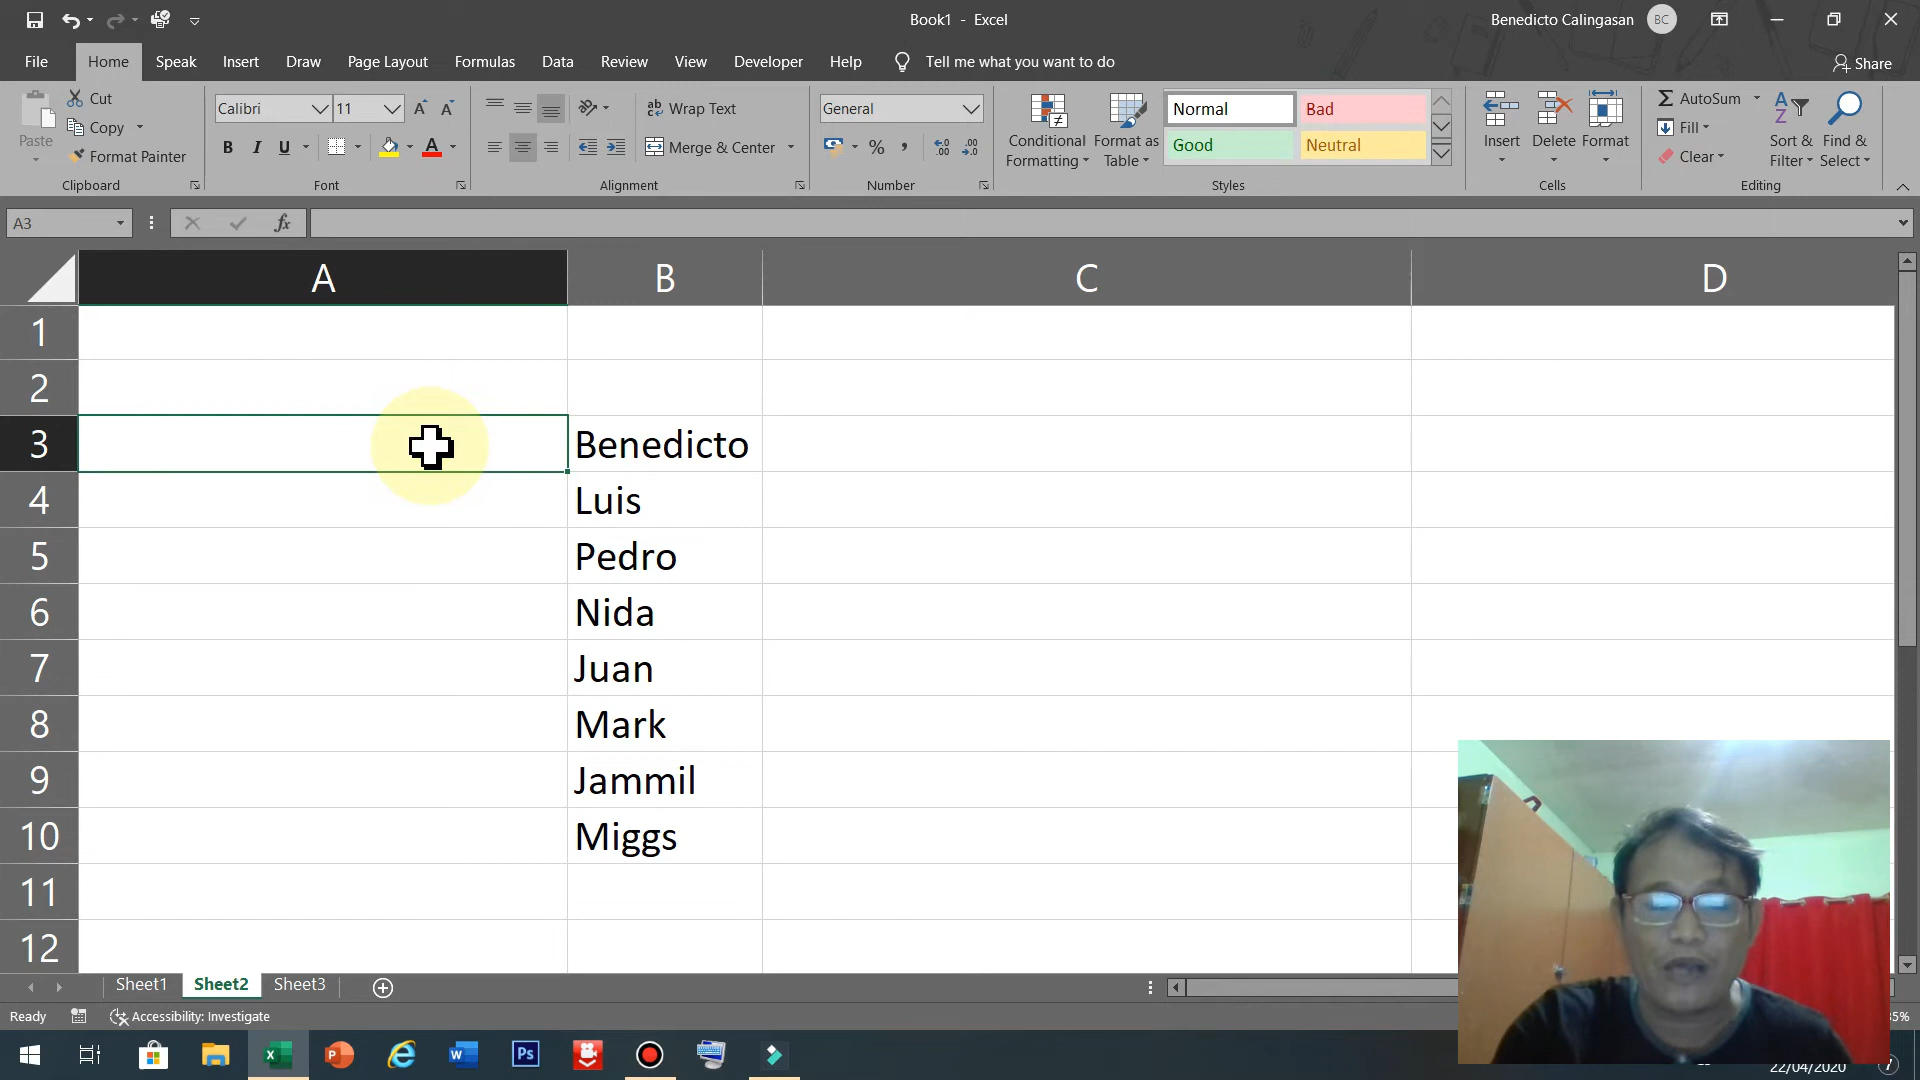 Book1 - Excel
Benedicto Calingasan BC
File Home Speak Insert Draw Page Layout Formulas Data Review View Developer Help Tell me what you want to do Share
Paste
Cut
Copy
Format Painter
Clipboard
Calibri 11
B I U A
Font
Wrap Text
Merge & Center
Alignment
General
%
Number
Conditional Formatting
Format as Table
Normal Bad
Good Neutral
Styles
Insert Delete Format
Cells
AutoSum
Fill
Clear
Sort & Filter
Find & Select
Editing
A3 fx
A B C D
1
2
3 Benedicto
4 Luis
5 Pedro
6 Nida
7 Juan
8 Mark
9 Jammil
10 Miggs
11
12
Sheet1 Sheet2 Sheet3
Ready Accessibility: Investigate
22/04/2020